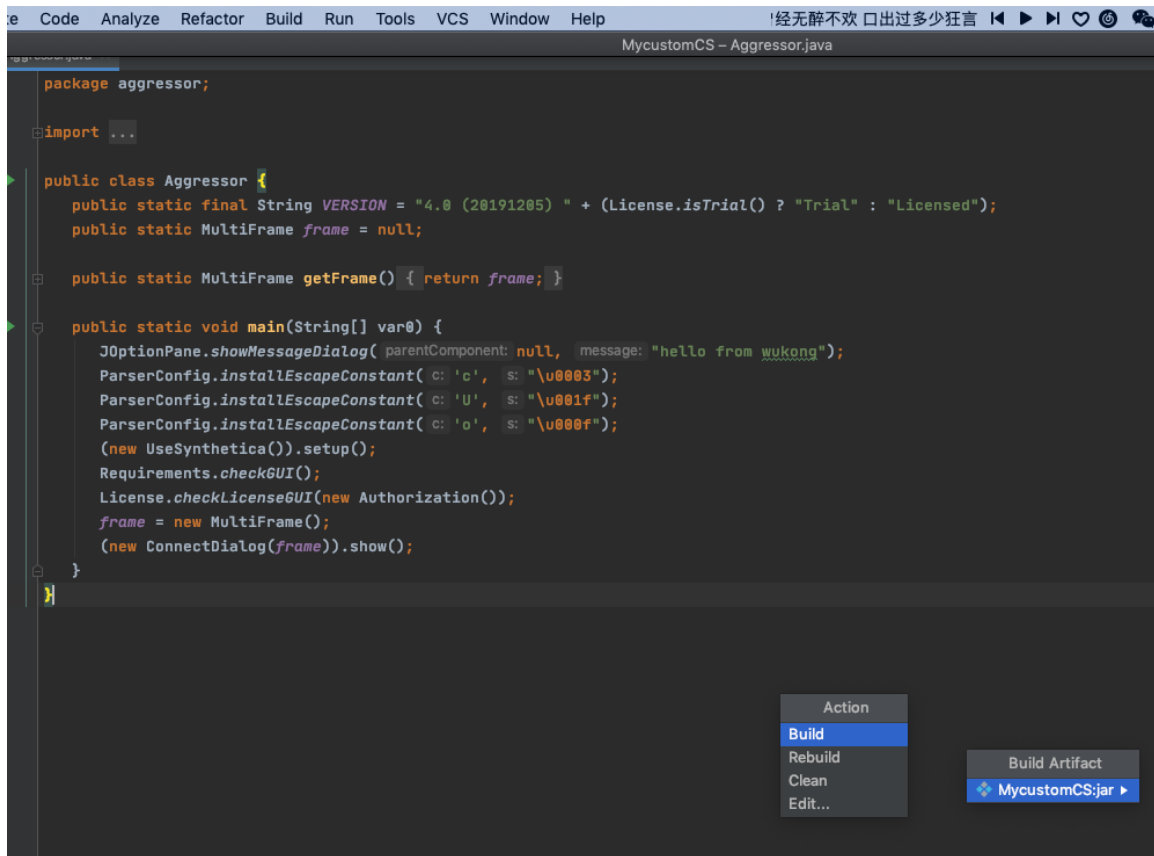 Code Analyze Refactor Build Run Tools VCS Window Help 经无醉不欢 口出过多少狂言
MycustomCS – Aggressor.java
package aggressor;
import ...
public class Aggressor {
public static final String VERSION = "4.0 (20191205) " + (License.isTrial() ? "Trial" : "Licensed");
public static MultiFrame frame = null;
public static MultiFrame getFrame() { return frame; }
public static void main(String[] var0) {
JOptionPane.showMessageDialog( parentComponent: null, message: "hello from wukong");
ParserConfig.installEscapeConstant( c: 'c', s: "\u0003");
ParserConfig.installEscapeConstant( c: 'U', s: "\u001f");
ParserConfig.installEscapeConstant( c: 'o', s: "\u000f");
(new UseSynthetica()).setup();
Requirements.checkGUI();
License.checkLicenseGUI(new Authorization());
frame = new MultiFrame();
(new ConnectDialog(frame)).show();
}
}
Action
Build
Rebuild
Clean
Edit...
Build Artifact
MycustomCS:jar